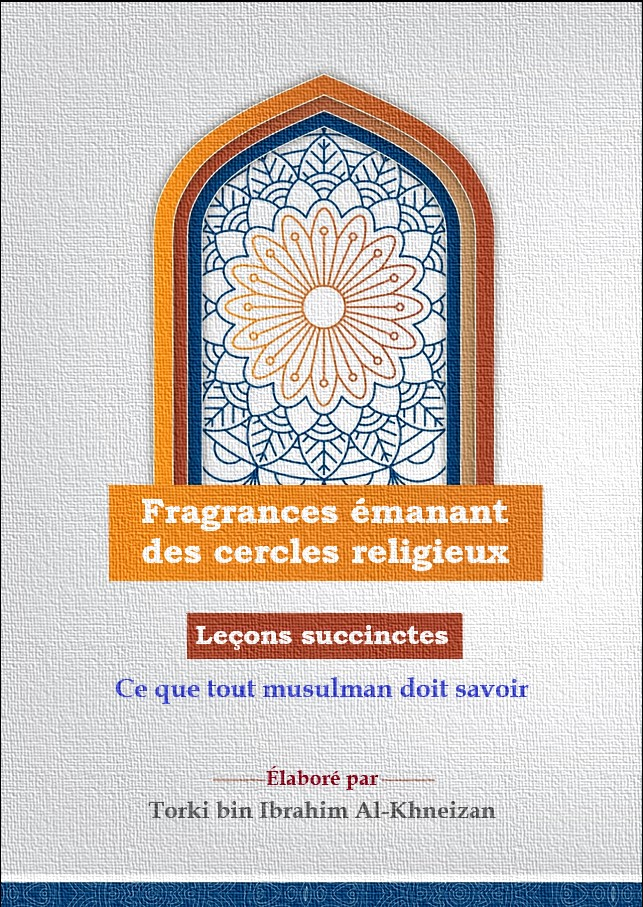 Fragrances émanant
des cercles religieux
Leçons succinctes
Ce que tout musulman doit savoir
Élaboré par
Torki bin Ibrahim Al-Khneizan